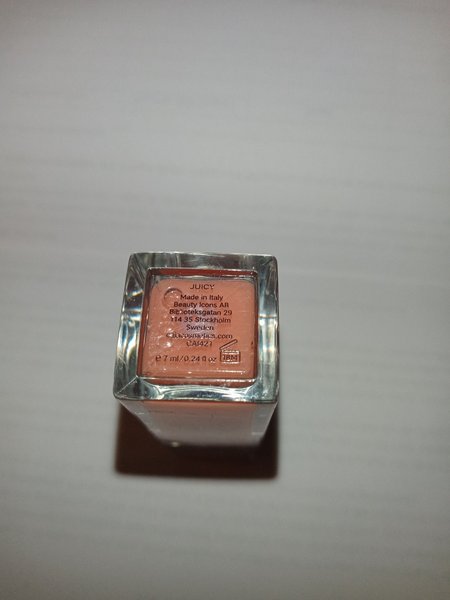 JUICY
Made in Italy
Beauty Icons AB
Biblioteksgatan 29
114 35 Stockholm
Sweden
℮ 7 ml/0.24 fl oz